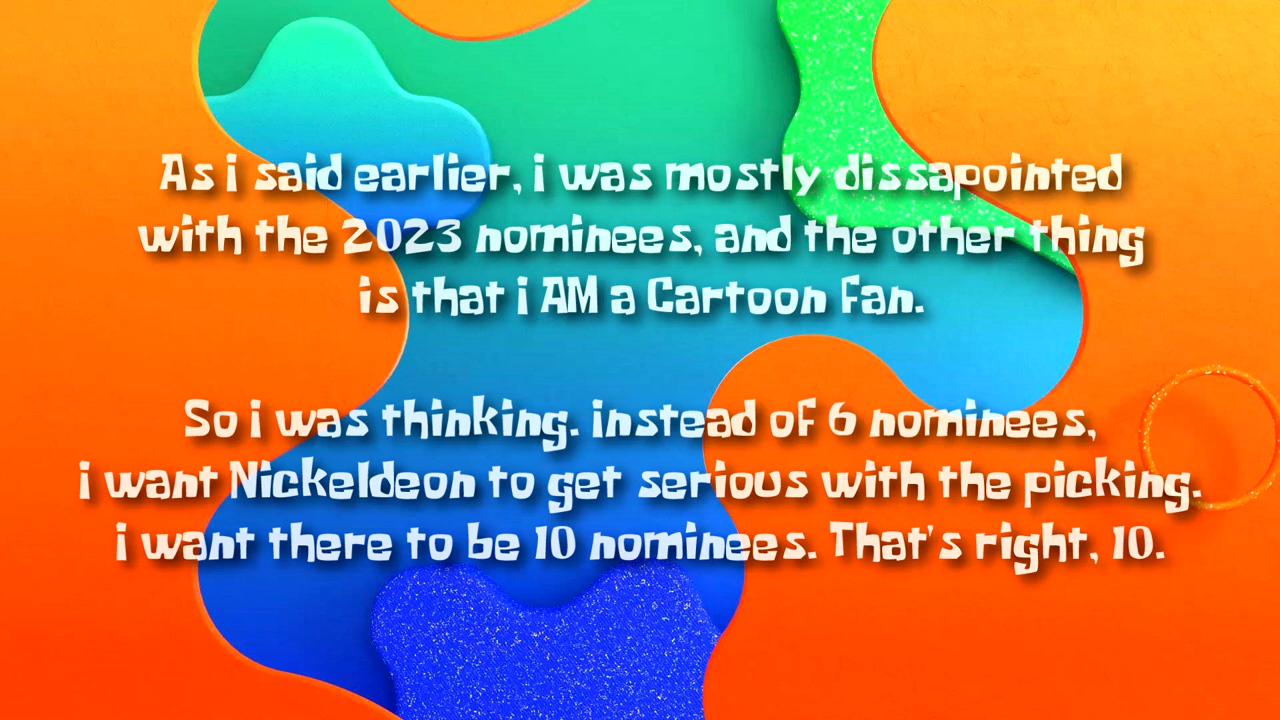 As i said earlier, i was mostly dissapointed
with the 2023 nominees, and the other thing
is that i AM a Cartoon Fan.
So i was thinking. instead of 6 nominees,
i want Nickeldeon to get serious with the picking.
i want there to be 10 nominees. That's right, 10.